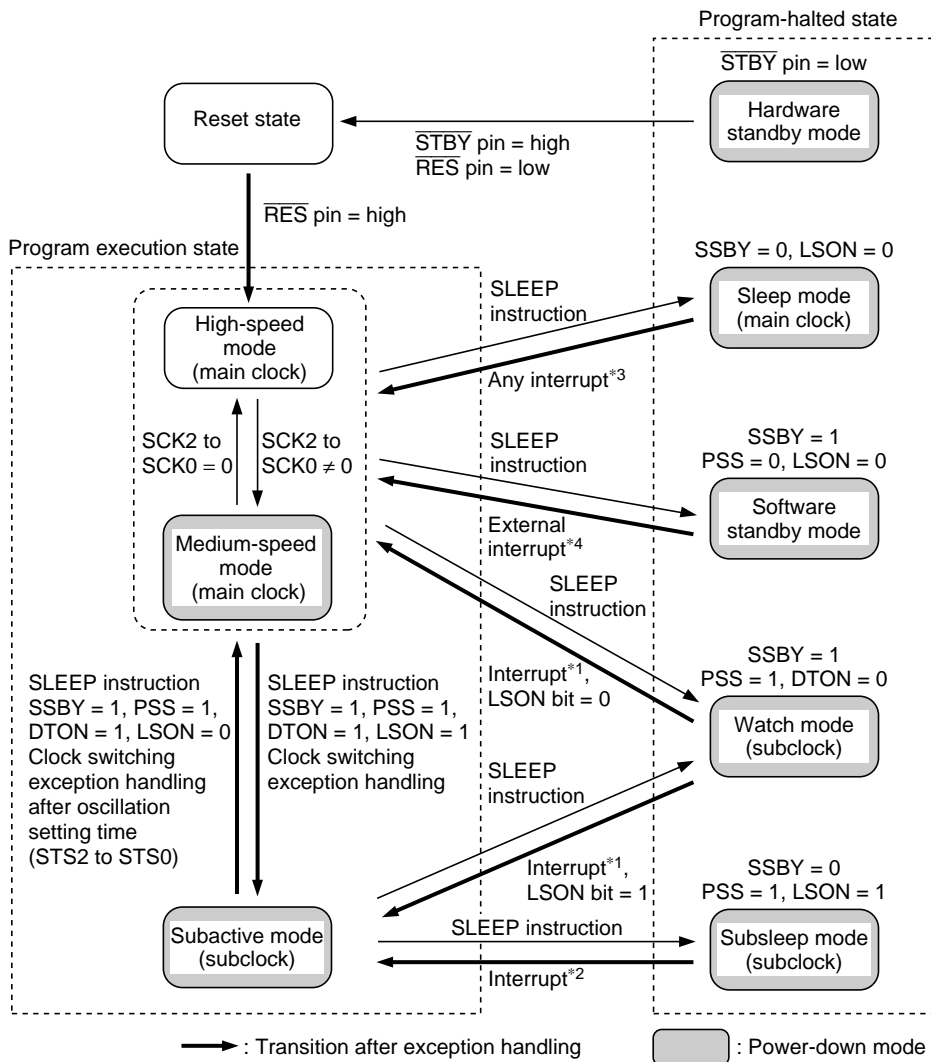 Program-halted state
STBY pin = low
Hardware
standby mode
Reset state
STBY pin = high
RES pin = low
RES pin = high
Program execution state
SSBY = 0, LSON = 0
Sleep mode
(main clock)
SLEEP
instruction
Any interrupt*3
High-speed
mode
(main clock)
SCK2 to
SCK0 = 0
SCK2 to
SCK0 ≠ 0
Medium-speed
mode
(main clock)
SLEEP
instruction
External
interrupt*4
SSBY = 1
PSS = 0, LSON = 0
Software
standby mode
SLEEP
instruction
Interrupt*1,
LSON bit = 0
SSBY = 1
PSS = 1, DTON = 0
Watch mode
(subclock)
SLEEP instruction
SSBY = 1, PSS = 1,
DTON = 1, LSON = 0
Clock switching
exception handling
after oscillation
setting time
(STS2 to STS0)
SLEEP instruction
SSBY = 1, PSS = 1,
DTON = 1, LSON = 1
Clock switching
exception handling
SLEEP
instruction
Interrupt*1,
LSON bit = 1
SSBY = 0
PSS = 1, LSON = 1
Subsleep mode
(subclock)
Subactive mode
(subclock)
SLEEP instruction
Interrupt*2
: Transition after exception handling
: Power-down mode